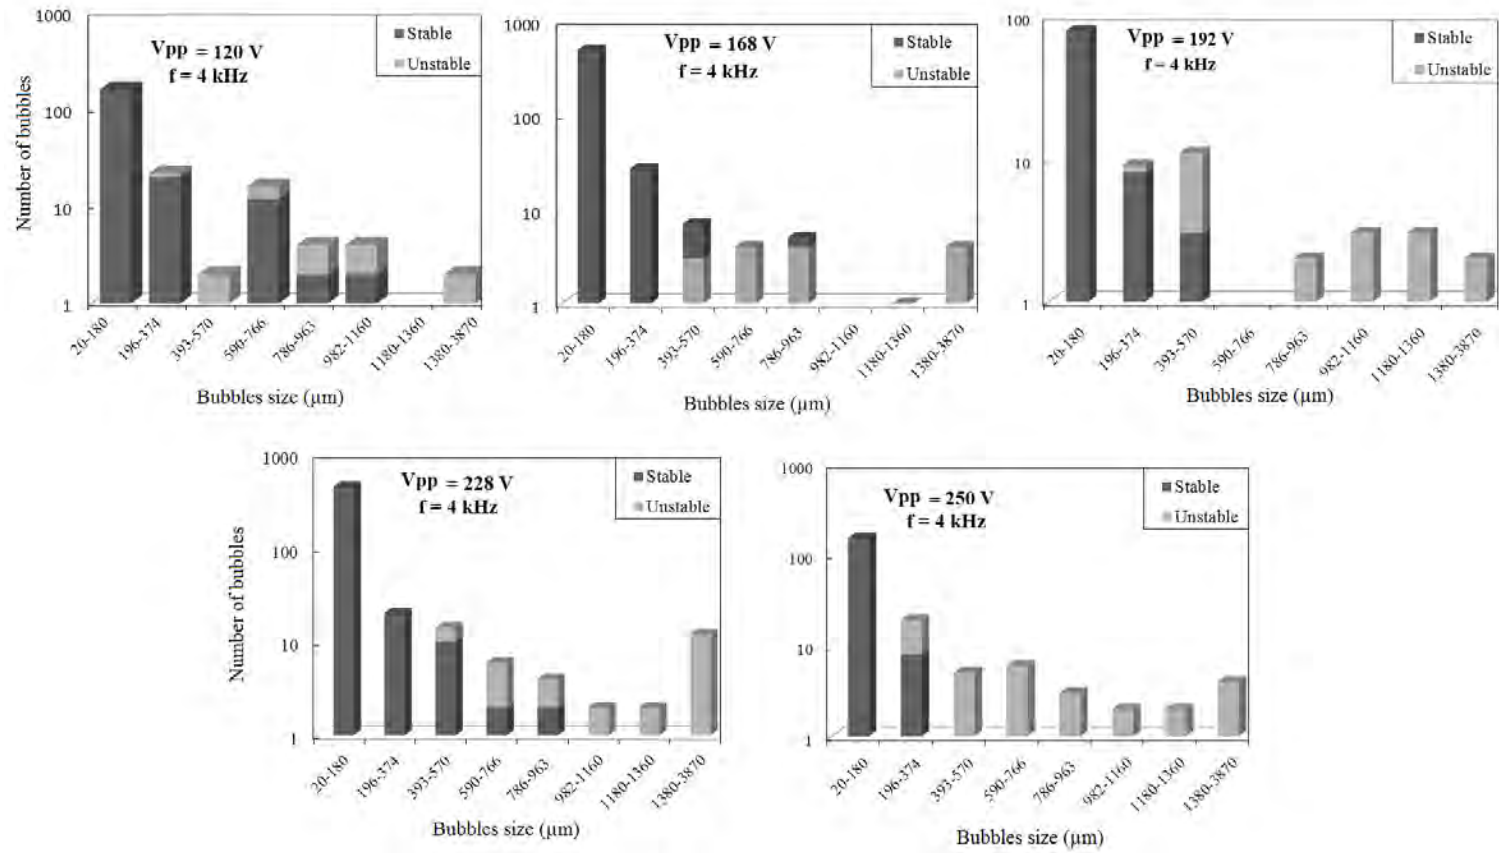 1000
100
10
1
Number of bubbles
Vpp = 120 V
f = 4 kHz
Stable
Unstable
20-180
196-374
393-570
590-766
786-963
982-1160
1180-1360
1380-3870
Bubbles size (µm)
1000
100
10
1
Vpp = 168 V
f = 4 kHz
Stable
Unstable
20-180
196-374
393-570
590-766
786-963
982-1160
1180-1360
1380-3870
Bubbles size (µm)
100
10
1
Vpp = 192 V
f = 4 kHz
Stable
Unstable
20-180
196-374
393-570
590-766
786-963
982-1160
1180-1360
1380-3870
Bubbles size (µm)
1000
100
10
1
Number of bubbles
Vpp = 228 V
f = 4 kHz
Stable
Unstable
20-180
196-374
393-570
590-766
786-963
982-1160
1180-1360
1380-3870
Bubbles size (µm)
1000
100
10
1
Vpp = 250 V
f = 4 kHz
Stable
Unstable
20-180
196-374
393-570
590-766
786-963
982-1160
1180-1360
1380-3870
Bubbles size (µm)